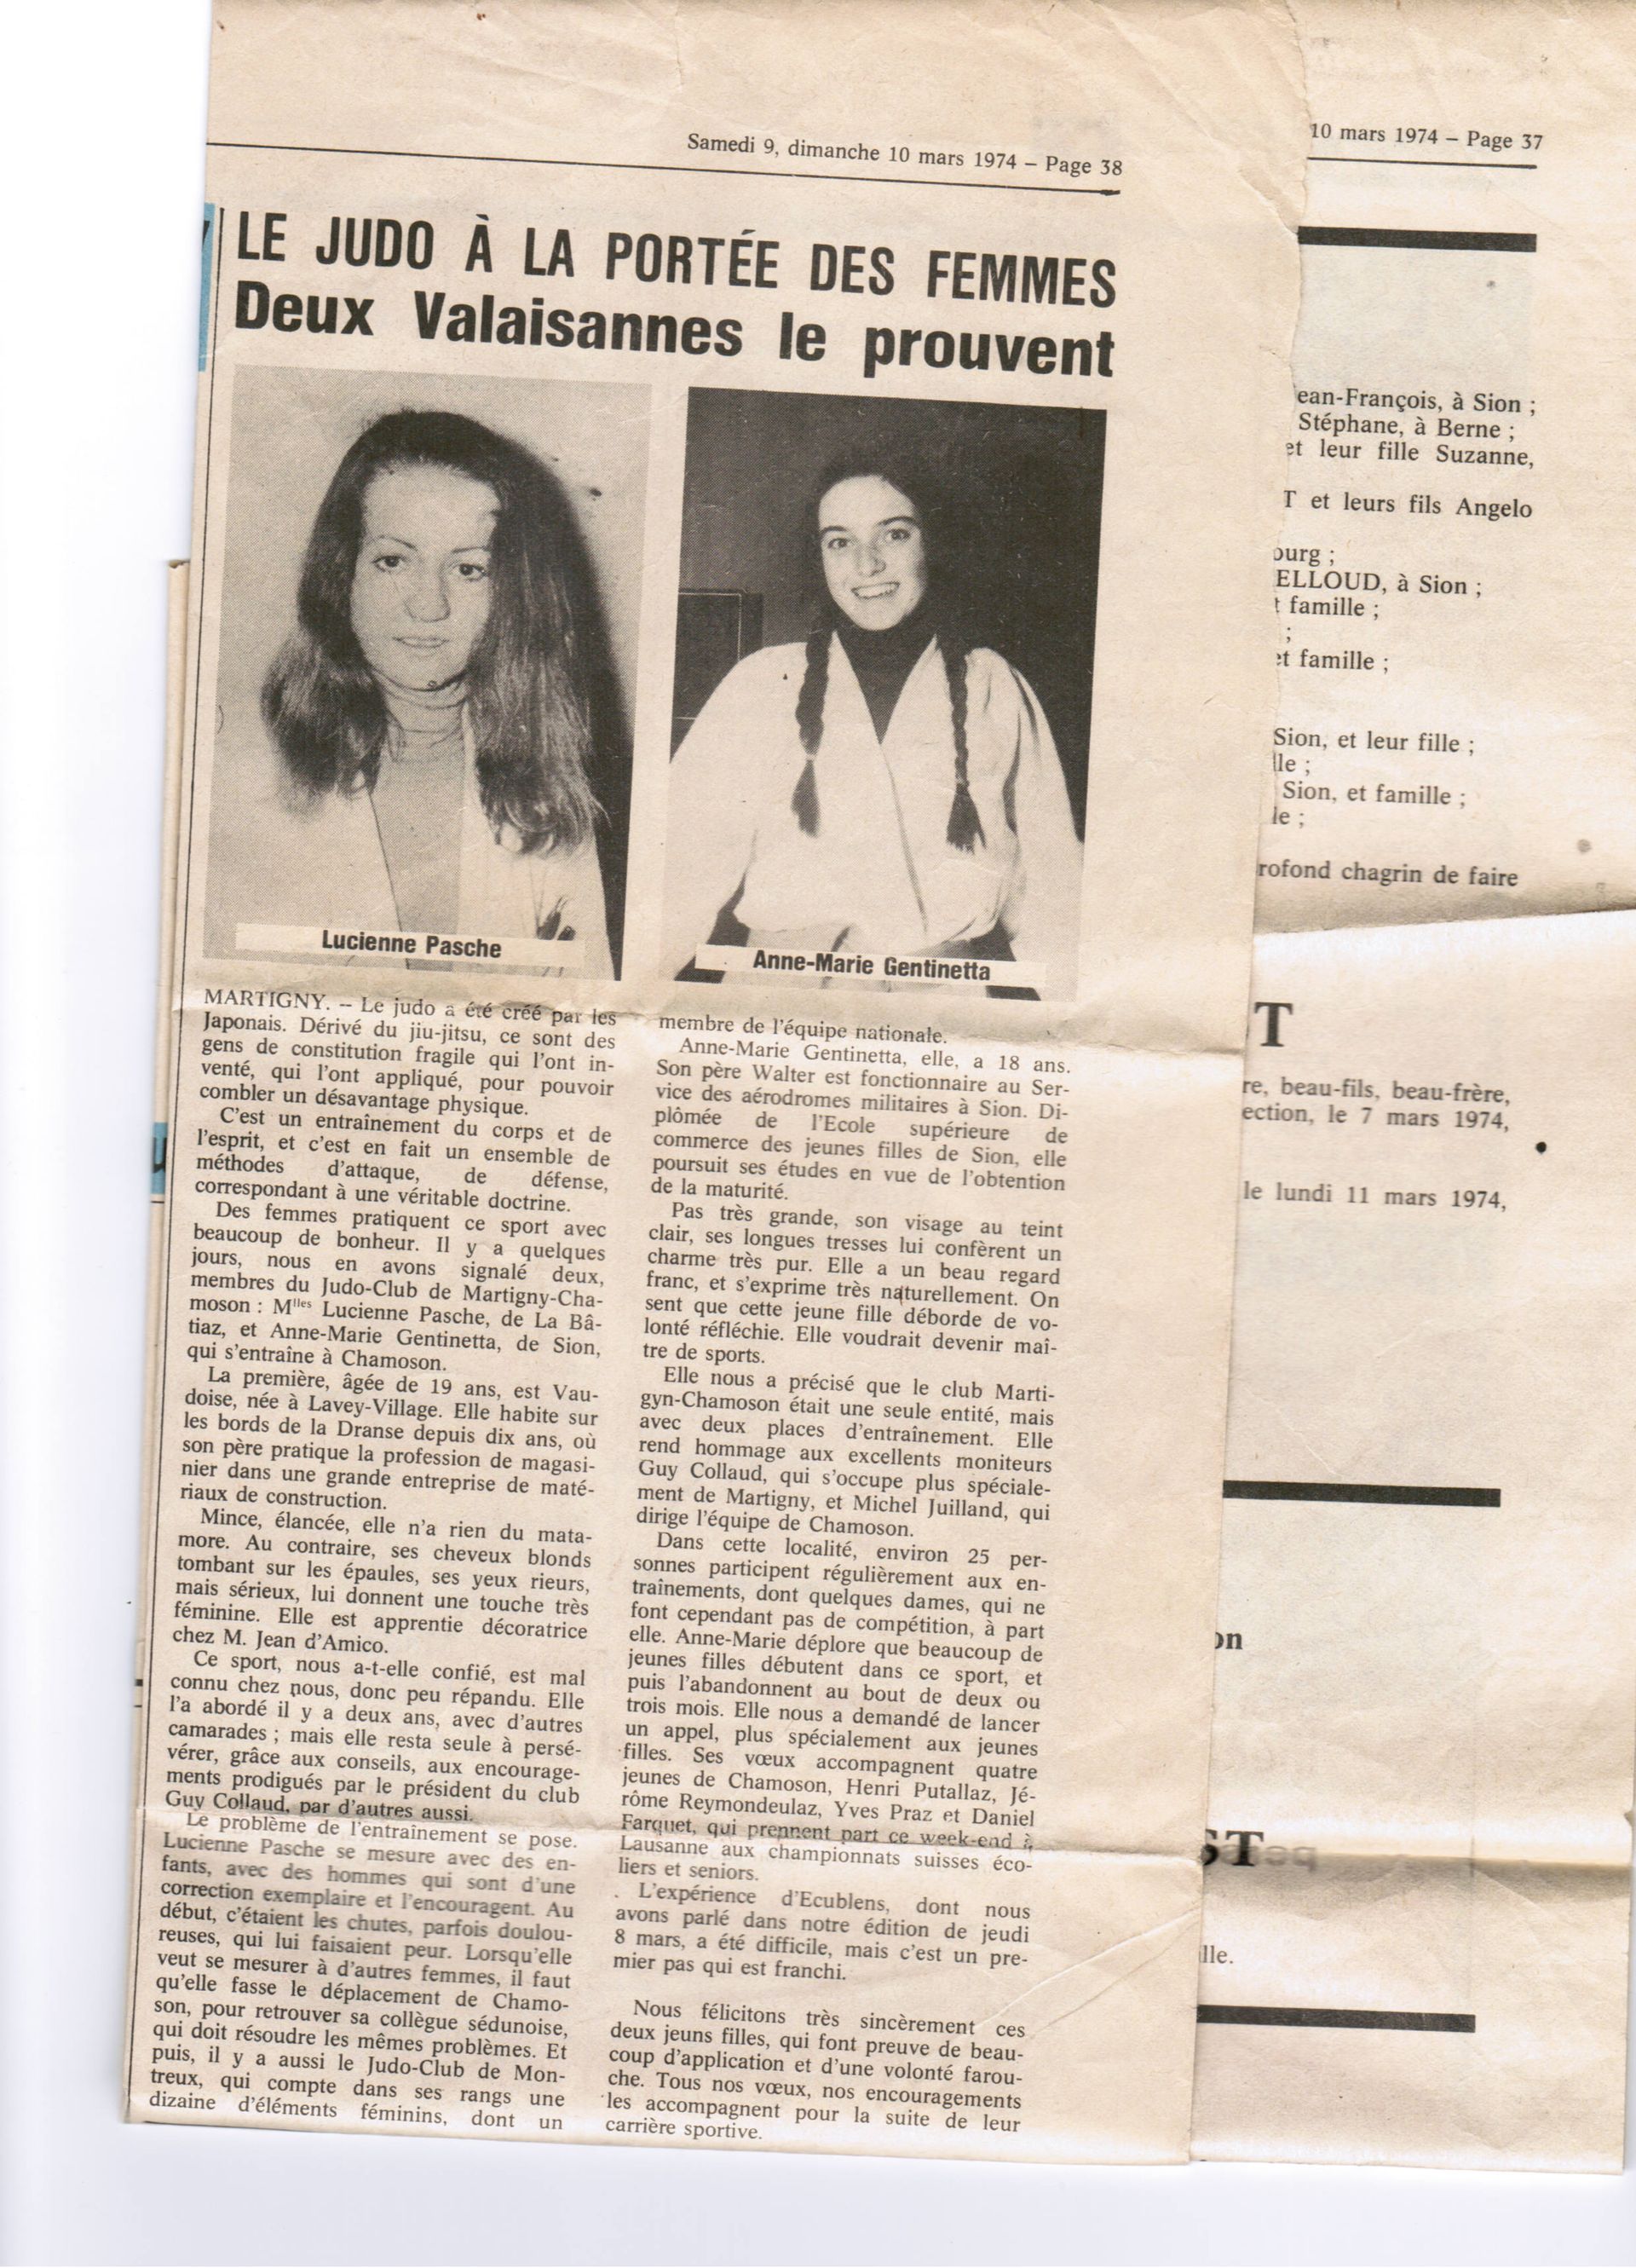 Samedi 9, dimanche 10 mars 1974 – Page 38
LE JUDO À LA PORTÉE DES FEMMES
Deux Valaisannes le prouvent
Lucienne Pasche
Anne-Marie Gentinetta
MARTIGNY. – Le judo a été créé par les
Japonais. Dérivé du jiu-jitsu, ce sont des
gens de constitution fragile qui l'ont in-
venté, qui l'ont appliqué, pour pouvoir
combler un désavantage physique.
C'est un entraînement du corps et de
l'esprit, et c'est en fait un ensemble de
méthodes d'attaque, de défense,
correspondant à une véritable doctrine.
Des femmes pratiquent ce sport avec
beaucoup de bonheur. Il y a quelques
jours, nous en avons signalé deux,
membres du Judo-Club de Martigny-Cha-
moson : Mlles Lucienne Pasche, de La Bâ-
tiaz, et Anne-Marie Gentinetta, de Sion,
qui s'entraîne à Chamoson.
La première, âgée de 19 ans, est Vau-
doise, née à Lavey-Village. Elle habite sur
les bords de la Dranse depuis dix ans, où
son père pratique la profession de magasi-
nier dans une grande entreprise de maté-
riaux de construction.
Mince, élancée, elle n'a rien du mata-
more. Au contraire, ses cheveux blonds
tombant sur les épaules, ses yeux rieurs,
mais sérieux, lui donnent une touche très
féminine. Elle est apprentie décoratrice
chez M. Jean d'Amico.
Ce sport, nous a-t-elle confié, est mal
connu chez nous, donc peu répandu. Elle
l'a abordé il y a deux ans, avec d'autres
camarades ; mais elle resta seule à persé-
vérer, grâce aux conseils, aux encourage-
ments prodigués par le président du club
Guy Collaud, par d'autres aussi.
Le problème de l'entraînement se pose.
Lucienne Pasche se mesure avec des en-
fants, avec des hommes qui sont d'une
correction exemplaire et l'encouragent. Au
début, c'étaient les chutes, parfois doulou-
reuses, qui lui faisaient peur. Lorsqu'elle
veut se mesurer à d'autres femmes, il faut
qu'elle fasse le déplacement de Chamo-
son, pour retrouver sa collègue sédunoise,
qui doit résoudre les mêmes problèmes. Et
puis, il y a aussi le Judo-Club de Mon-
treux, qui compte dans ses rangs une
dizaine d'éléments féminins, dont un
membre de l'équipe nationale.
Anne-Marie Gentinetta, elle, a 18 ans.
Son père Walter est fonctionnaire au Ser-
vice des aérodromes militaires à Sion. Di-
plômée de l'Ecole supérieure de
commerce des jeunes filles de Sion, elle
poursuit ses études en vue de l'obtention
de la maturité.
Pas très grande, son visage au teint
clair, ses longues tresses lui confèrent un
charme très pur. Elle a un beau regard
franc, et s'exprime très naturellement. On
sent que cette jeune fille déborde de vo-
lonté réfléchie. Elle voudrait devenir maî-
tre de sports.
Elle nous a précisé que le club Marti-
gyn-Chamoson était une seule entité, mais
avec deux places d'entraînement. Elle
rend hommage aux excellents moniteurs
Guy Collaud, qui s'occupe plus spéciale-
ment de Martigny, et Michel Juilland, qui
dirige l'équipe de Chamoson.
Dans cette localité, environ 25 per-
sonnes participent régulièrement aux en-
traînements, dont quelques dames, qui ne
font cependant pas de compétition, à part
elle. Anne-Marie déplore que beaucoup de
jeunes filles débutent dans ce sport, et
puis l'abandonnent au bout de deux ou
trois mois. Elle nous a demandé de lancer
un appel, plus spécialement aux jeunes
filles. Ses vœux accompagnent quatre
jeunes de Chamoson, Henri Putallaz, Jé-
rôme Reymondeulaz, Yves Praz et Daniel
Farquet, qui prennent part ce week-end à
Lausanne aux championnats suisses éco-
liers et seniors.
L'expérience d'Ecublens, dont nous
avons parlé dans notre édition de jeudi
8 mars, a été difficile, mais c'est un pre-
mier pas qui est franchi.
Nous félicitons très sincèrement ces
deux jeuns filles, qui font preuve de beau-
coup d'application et d'une volonté farou-
che. Tous nos vœux, nos encouragements
les accompagnent pour la suite de leur
carrière sportive.
10 mars 1974 – Page 37
ean-François, à Sion ;
Stéphane, à Berne ;
et leur fille Suzanne,
T et leurs fils Angelo
ourg ;
ELLOUD, à Sion ;
t famille ;
;
et famille ;
Sion, et leur fille ;
lle ;
Sion, et famille ;
le ;
rofond chagrin de faire
T
re, beau-fils, beau-frère,
ection, le 7 mars 1974,
le lundi 11 mars 1974,
on
ST
lle.